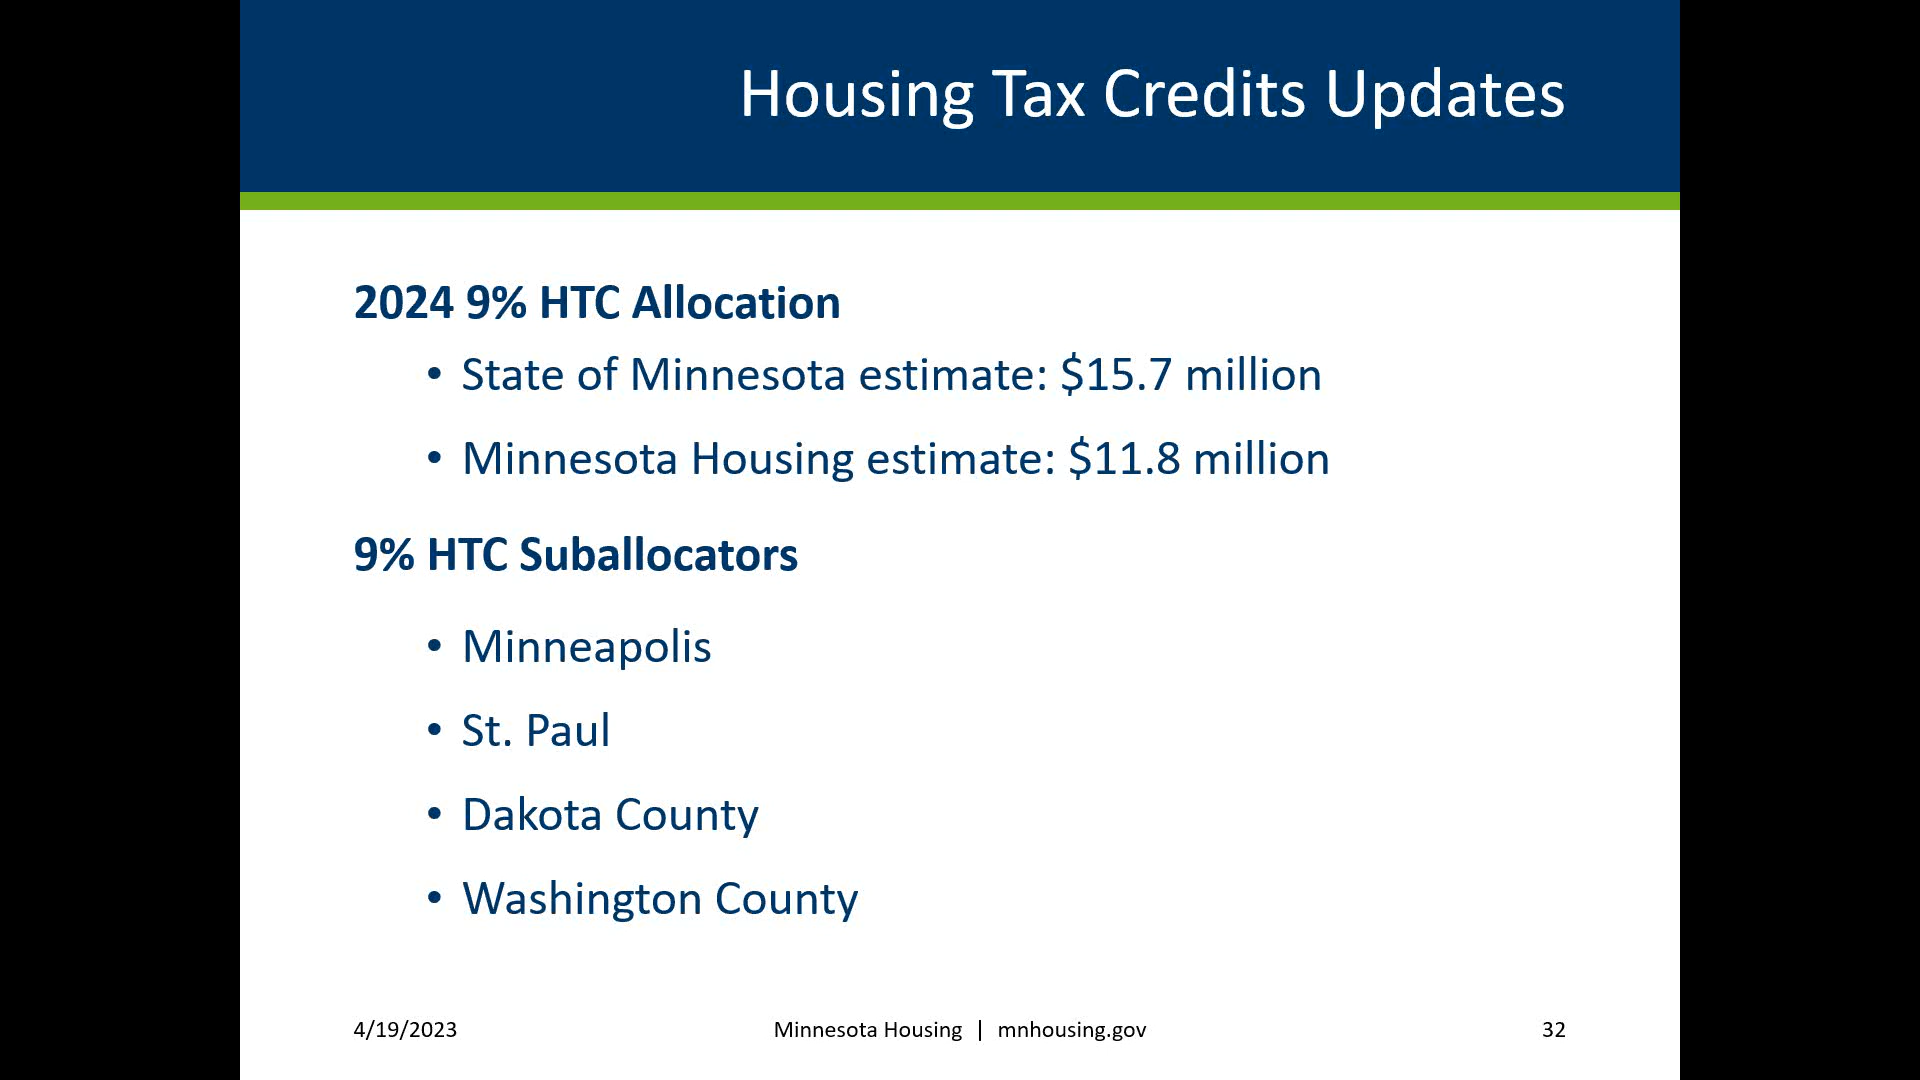 Housing Tax Credits Updates
2024 9% HTC Allocation
• State of Minnesota estimate: $15.7 million
• Minnesota Housing estimate: $11.8 million
9% HTC Suballocators
• Minneapolis
• St. Paul
• Dakota County
• Washington County
4/19/2023 Minnesota Housing | mnhousing.gov 32